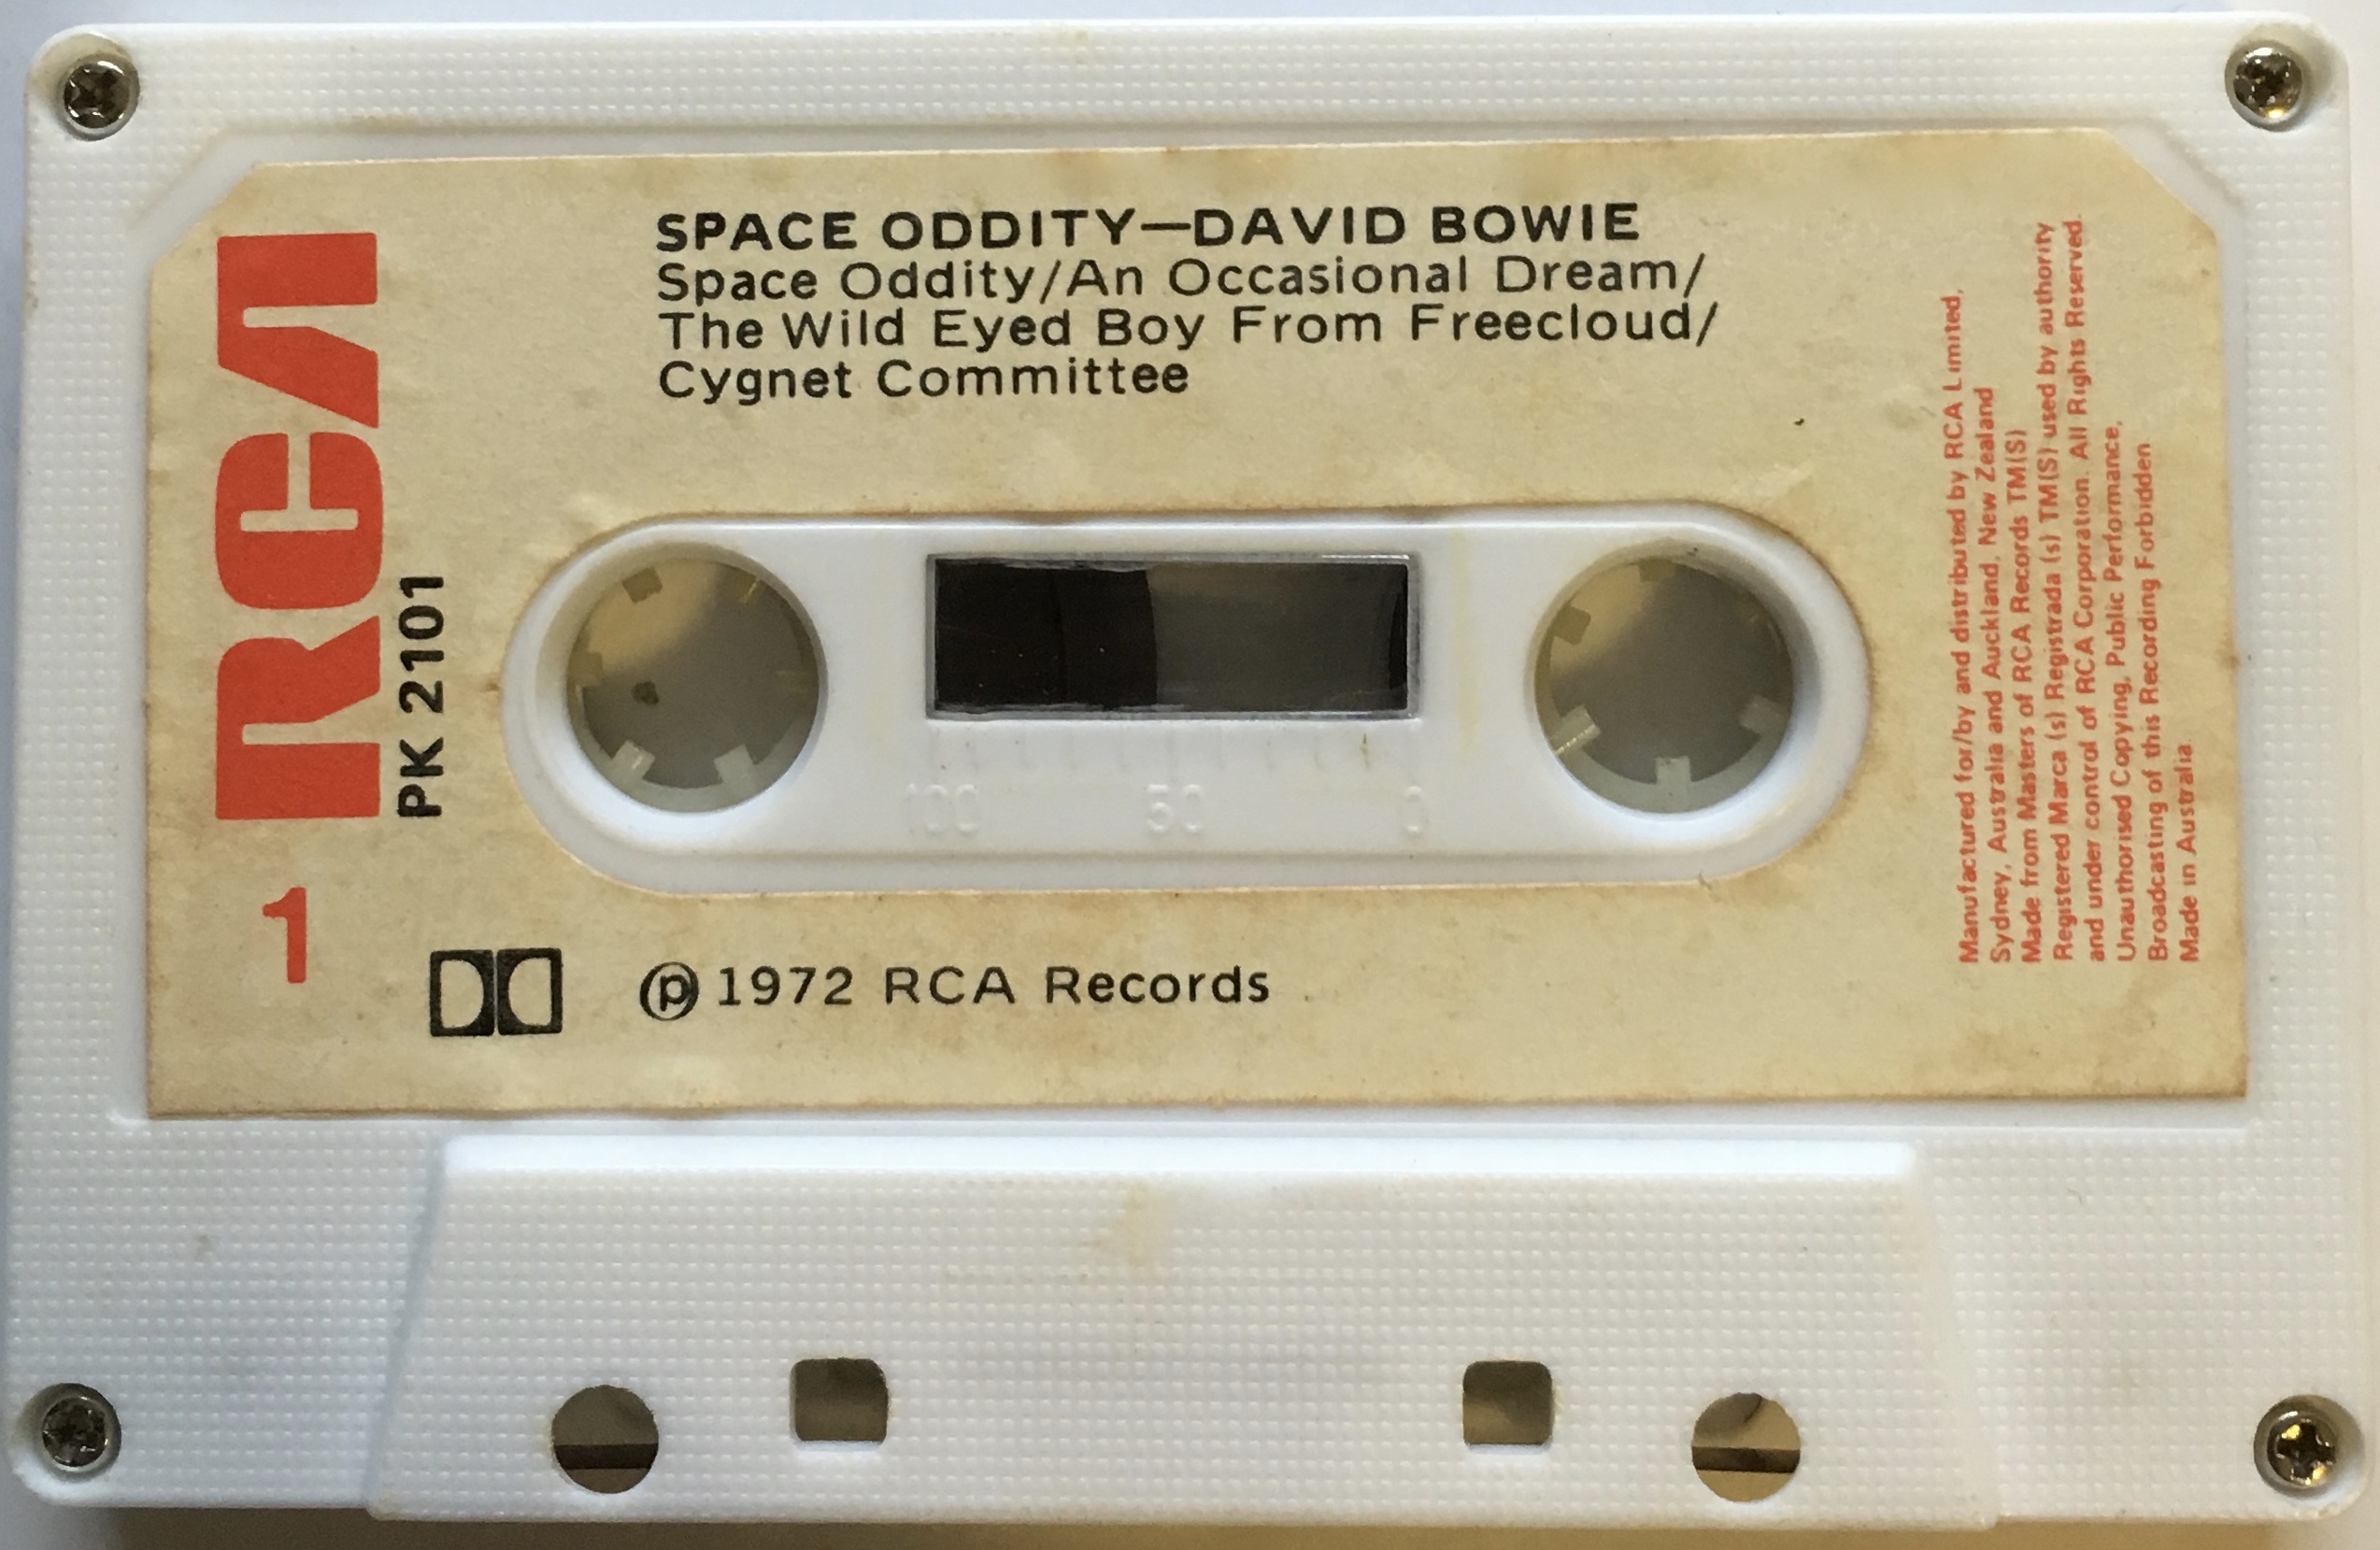 SPACE ODDITY—DAVID BOWIE
Space Oddity/An Occasional Dream/
The Wild Eyed Boy From Freecloud/
Cygnet Committee
RCA
PK 2101
1
100 50 0
℗ 1972 RCA Records
Manufactured for/by and distributed by RCA Limited,
Sydney, Australia and Auckland, New Zealand
Made from Masters of RCA Records TM(S)
Registered Marca (s) Registrada (s) TM(S) used by authority
and under control of RCA Corporation. All Rights Reserved.
Unauthorised Copying, Public Performance,
Broadcasting of this Recording Forbidden
Made in Australia